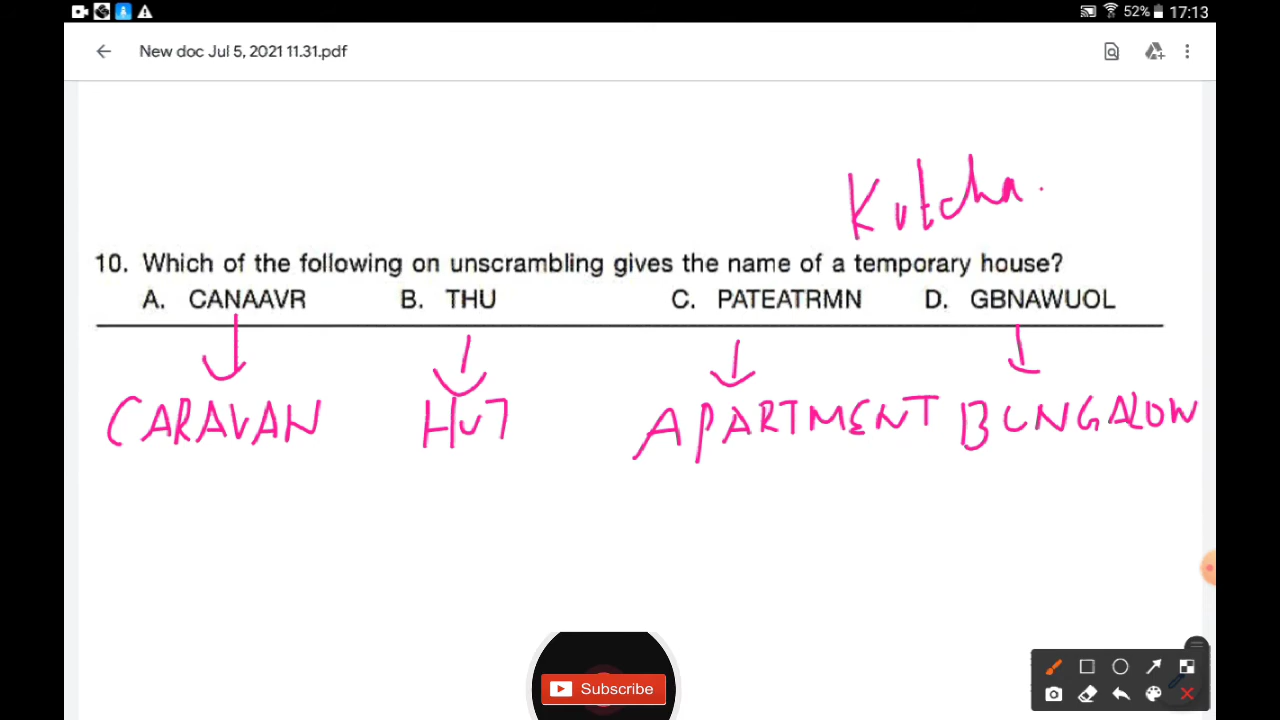 52% 17:13
New doc Jul 5, 2021 11.31.pdf
Kutcha.
10. Which of the following on unscrambling gives the name of a temporary house?
A. CANAAVR B. THU C. PATEATRMN D. GBNAWUOL
CARAVAN HUT APARTMENT BUNGALOW
Subscribe